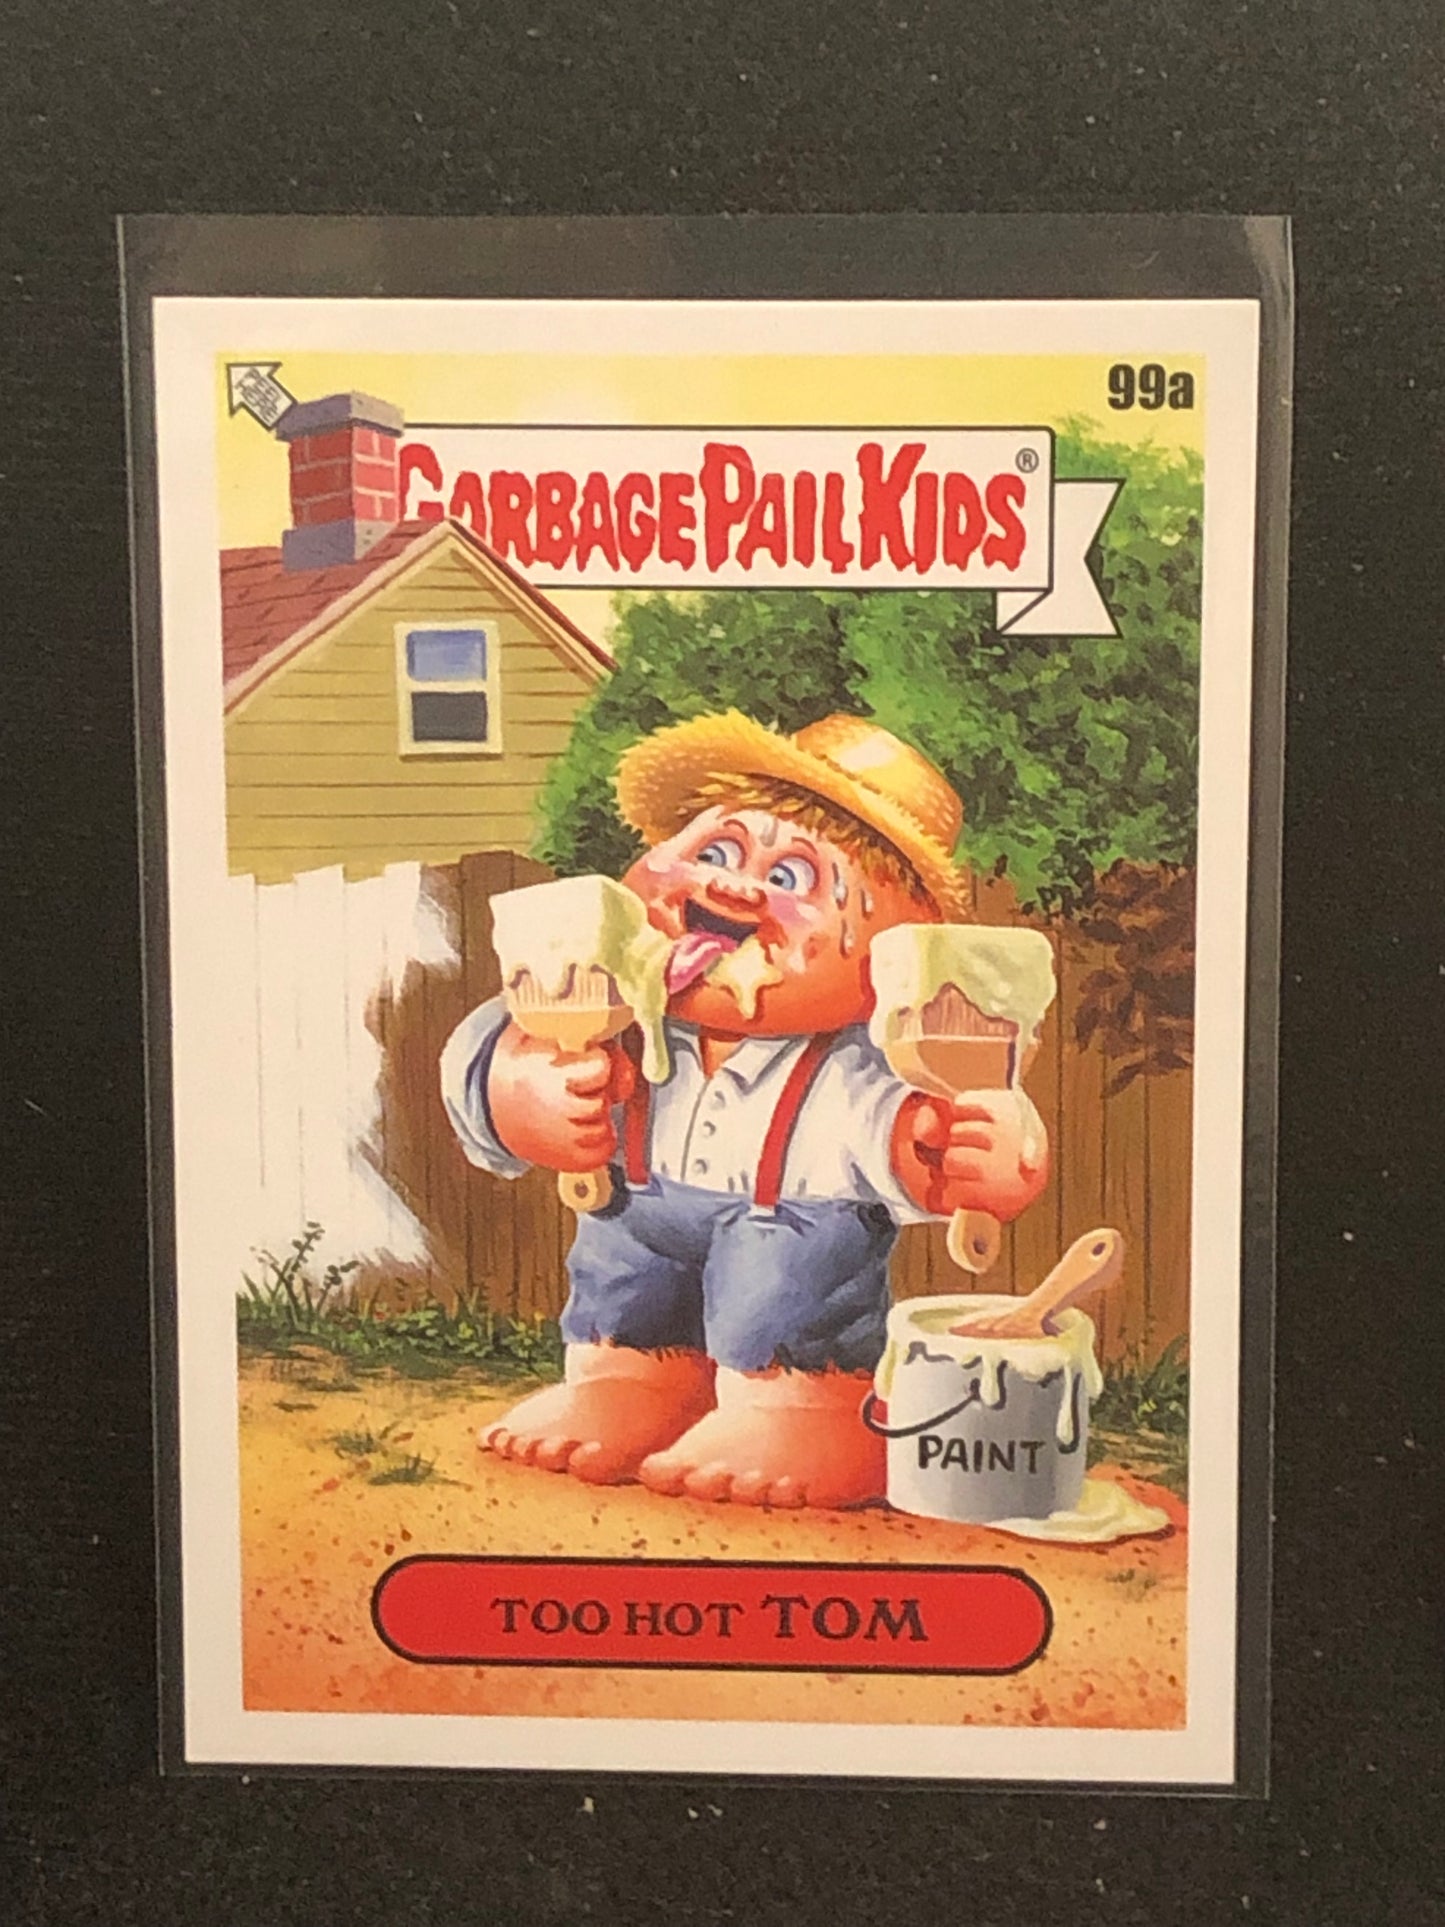 99a
GARBAGE PAIL KIDS®
PAINT
TOO HOT TOM